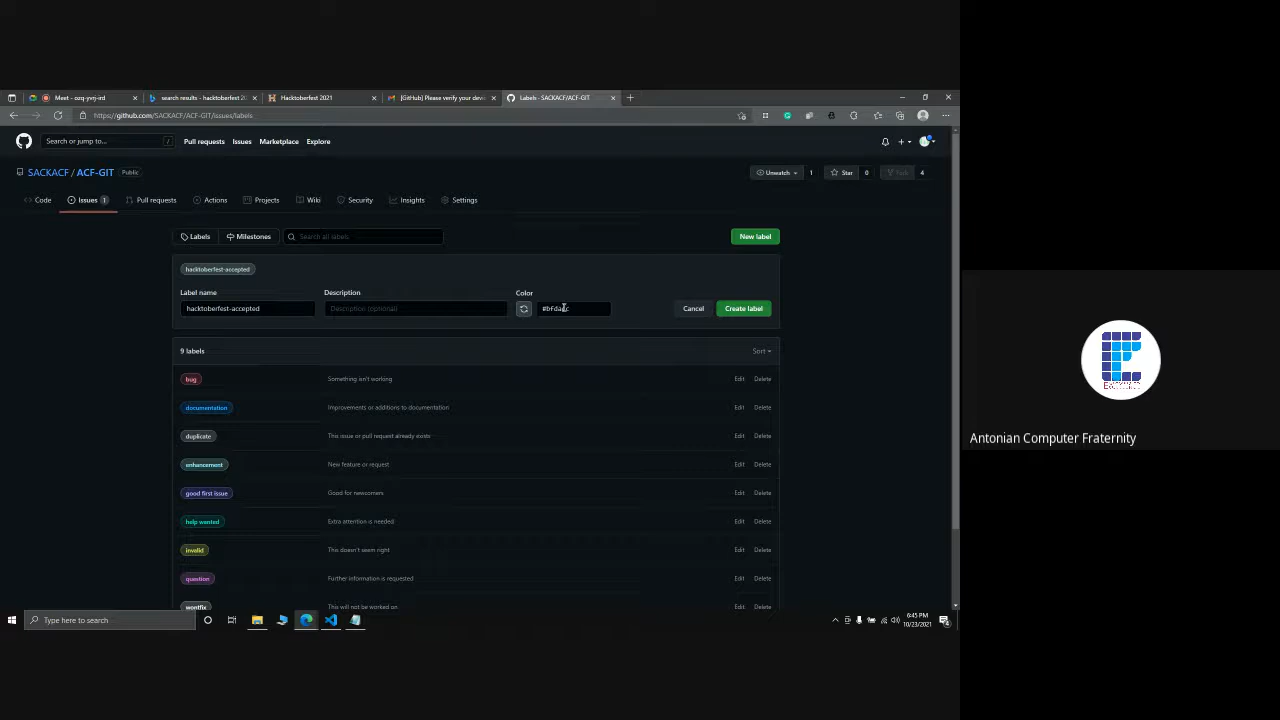 Meet - ozq-yvrj-ird
search results - hacktoberfest 20
Hacktoberfest 2021
[GitHub] Please verify your devi
Labels - SACKACF/ACF-GIT
https://github.com/SACKACF/ACF-GIT/issues/labels
Search or jump to...
/
Pull requests
Issues
Marketplace
Explore
SACKACF / ACF-GIT
Public
Unwatch
1
Star
0
Fork
4
Code
Issues 1
Pull requests
Actions
Projects
Wiki
Security
Insights
Settings
Labels
Milestones
Search all labels
New label
hacktoberfest-accepted
Label name
Description
Color
hacktoberfest-accepted
Description (optional)
Cancel
Create label
9 labels
Sort
bug
Something isn't working
Edit
Delete
documentation
Improvements or additions to documentation
Edit
Delete
duplicate
This issue or pull request already exists
Edit
Delete
enhancement
New feature or request
Edit
Delete
good first issue
Good for newcomers
Edit
Delete
help wanted
Extra attention is needed
Edit
Delete
invalid
This doesn't seem right
Edit
Delete
question
Further information is requested
Edit
Delete
wontfix
This will not be worked on
Edit
Delete
Type here to search
6:45 PM
10/23/2021
Antonian Computer Fraternity